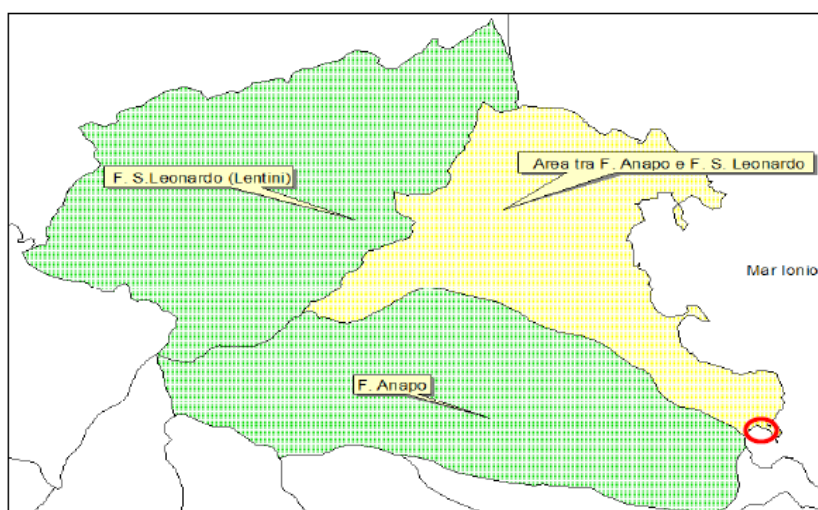 Area tra F. Anapo e F. S. Leonardo
F. S.Leonardo (Lentini)
Mar Ionio
F. Anapo